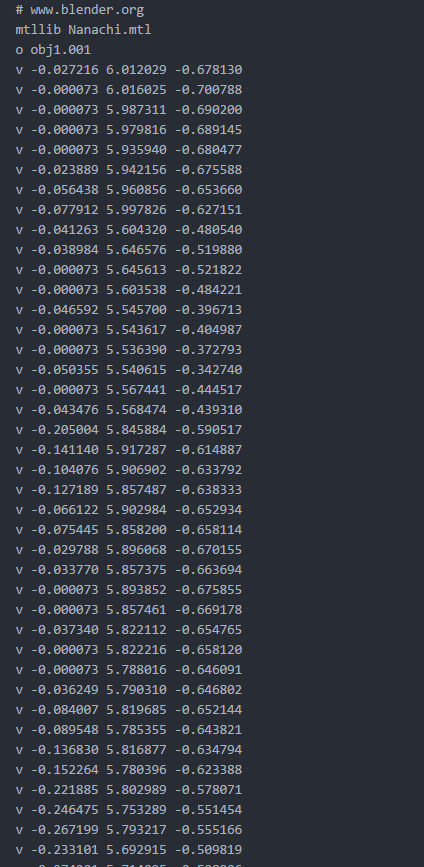 # www.blender.org
mtllib Nanachi.mtl
o obj1.001
v -0.027216 6.012029 -0.678130
v -0.000073 6.016025 -0.700788
v -0.000073 5.987311 -0.690200
v -0.000073 5.979816 -0.689145
v -0.000073 5.935940 -0.680477
v -0.023889 5.942156 -0.675588
v -0.056438 5.960856 -0.653660
v -0.077912 5.997826 -0.627151
v -0.041263 5.604320 -0.480540
v -0.038984 5.646576 -0.519880
v -0.000073 5.645613 -0.521822
v -0.000073 5.603538 -0.484221
v -0.046592 5.545700 -0.396713
v -0.000073 5.543617 -0.404987
v -0.000073 5.536390 -0.372793
v -0.050355 5.540615 -0.342740
v -0.000073 5.567441 -0.444517
v -0.043476 5.568474 -0.439310
v -0.205004 5.845884 -0.590517
v -0.141140 5.917287 -0.614887
v -0.104076 5.906902 -0.633792
v -0.127189 5.857487 -0.638333
v -0.066122 5.902984 -0.652934
v -0.075445 5.858200 -0.658114
v -0.029788 5.896068 -0.670155
v -0.033770 5.857375 -0.663694
v -0.000073 5.893852 -0.675855
v -0.000073 5.857461 -0.669178
v -0.037340 5.822112 -0.654765
v -0.000073 5.822216 -0.658120
v -0.000073 5.788016 -0.646091
v -0.036249 5.790310 -0.646802
v -0.084007 5.819685 -0.652144
v -0.089548 5.785355 -0.643821
v -0.136830 5.816877 -0.634794
v -0.152264 5.780396 -0.623388
v -0.221885 5.802989 -0.578071
v -0.246475 5.753289 -0.551454
v -0.267199 5.793217 -0.555166
v -0.233101 5.692915 -0.509819